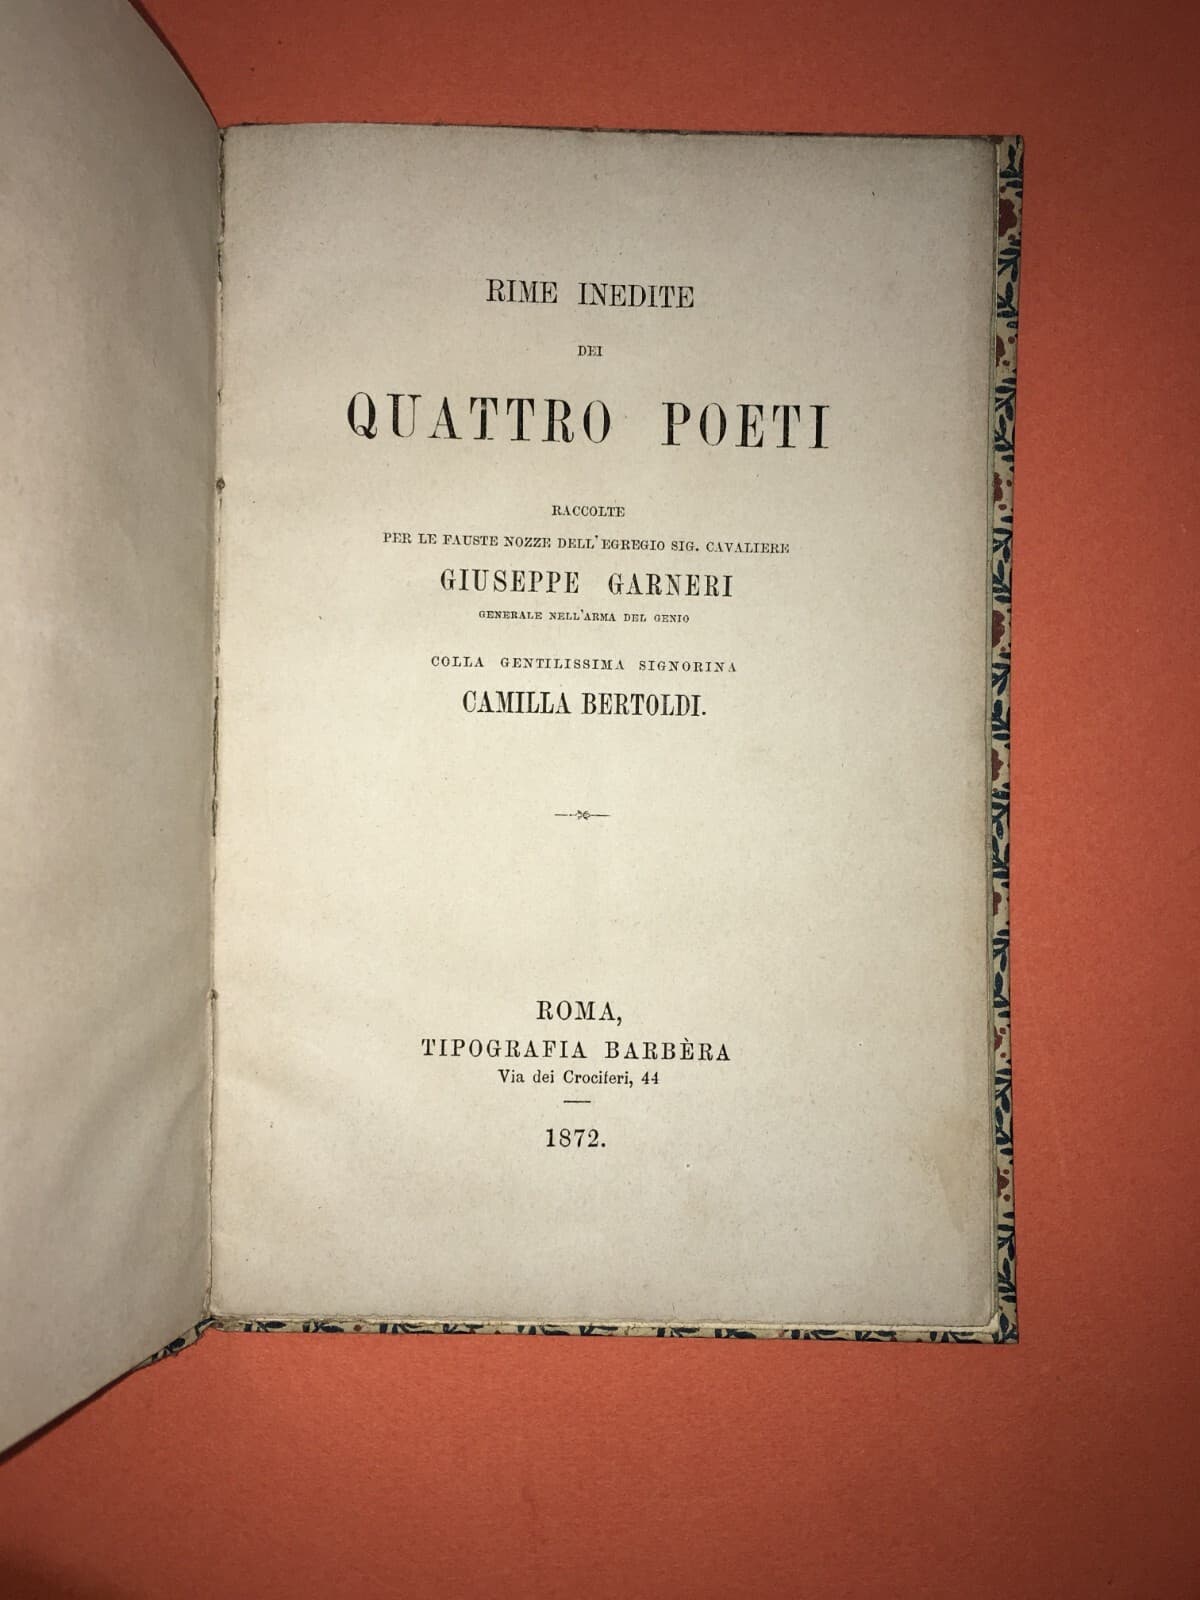 RIME INEDITE
DEI
QUATTRO POETI
RACCOLTE
PER LE FAUSTE NOZZE DELL'EGREGIO SIG. CAVALIERE
GIUSEPPE GARNERI
GENERALE NELL'ARMA DEL GENIO
COLLA GENTILISSIMA SIGNORINA
CAMILLA BERTOLDI.
ROMA,
TIPOGRAFIA BARBÈRA
Via dei Crociferi, 44
1872.